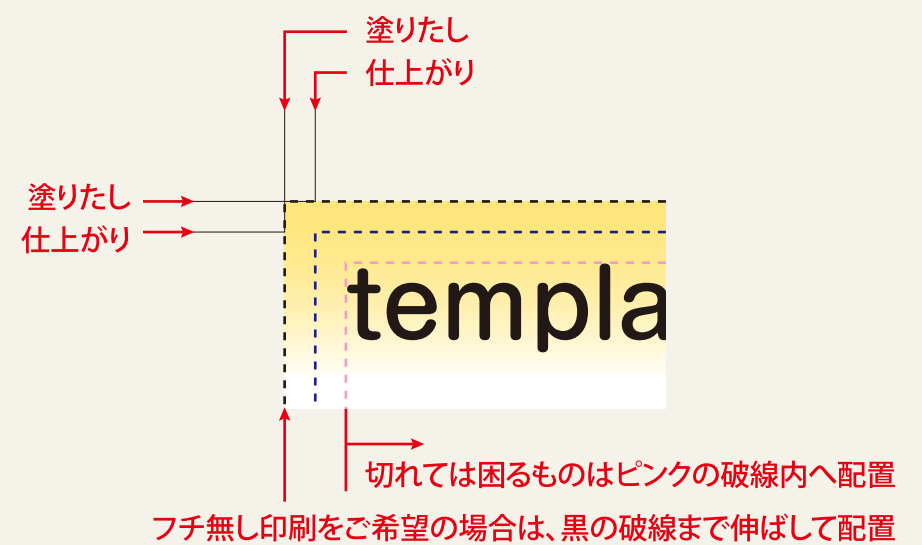 塗りたし
仕上がり
塗りたし
仕上がり
templa
切れては困るものはピンクの破線内へ配置
フチ無し印刷をご希望の場合は、黒の破線まで伸ばして配置